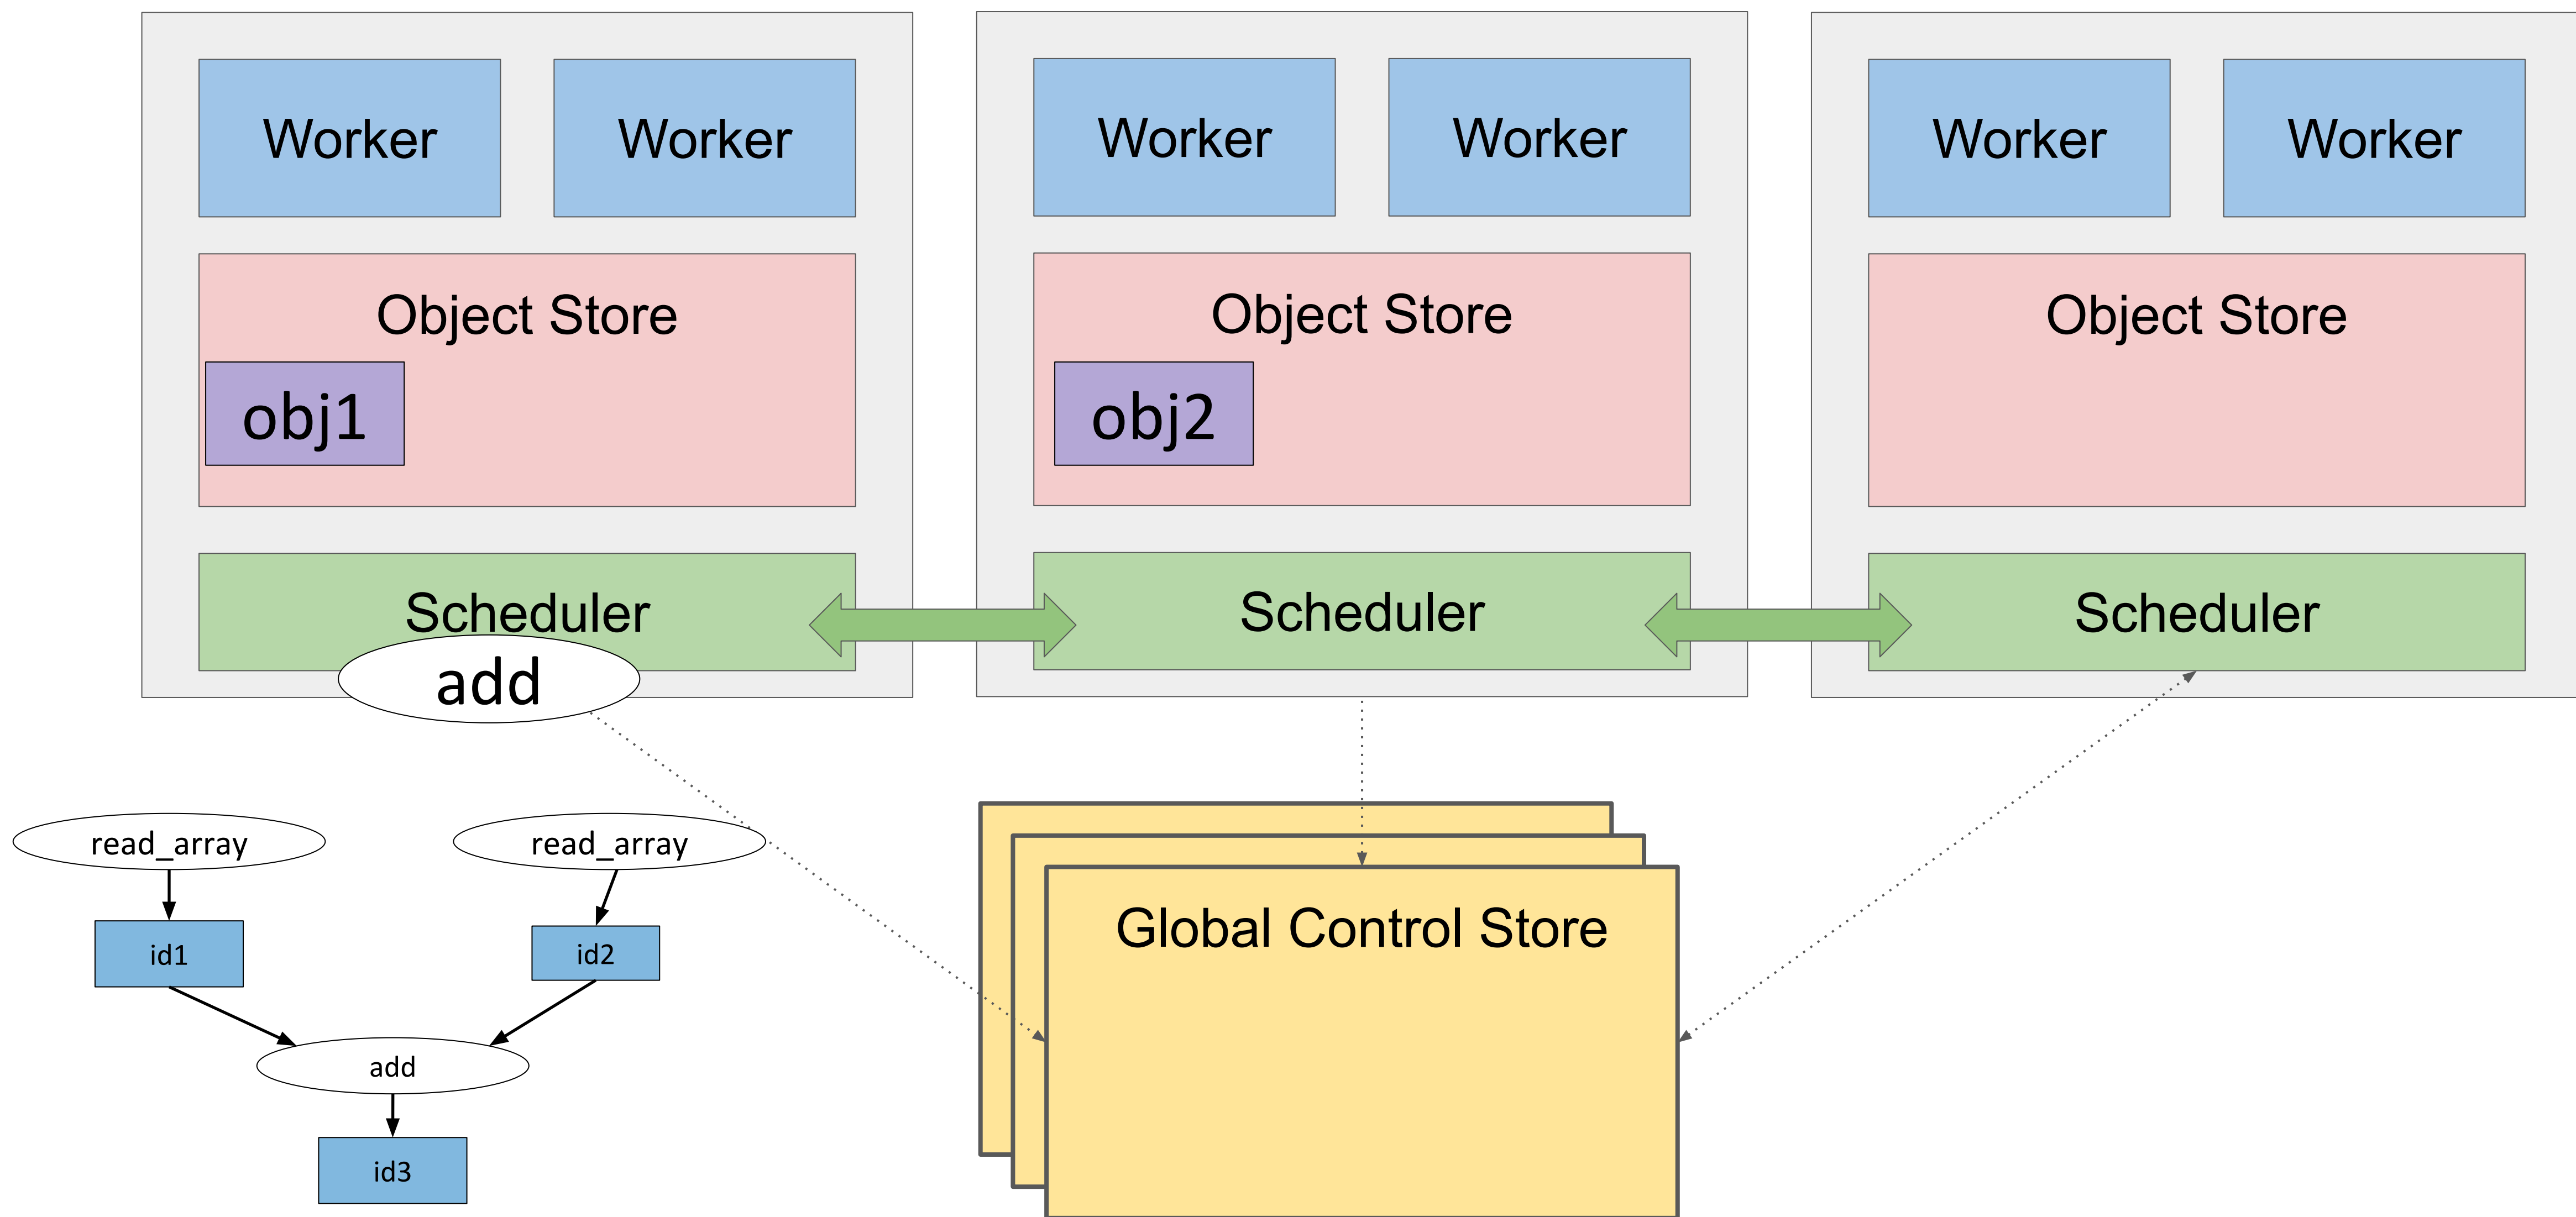 Worker
Worker
Worker
Worker
Worker
Worker
Object Store
Object Store
Object Store
obj1
obj2
Scheduler
Scheduler
Scheduler
add
read_array
read_array
id1
id2
Global Control Store
add
id3